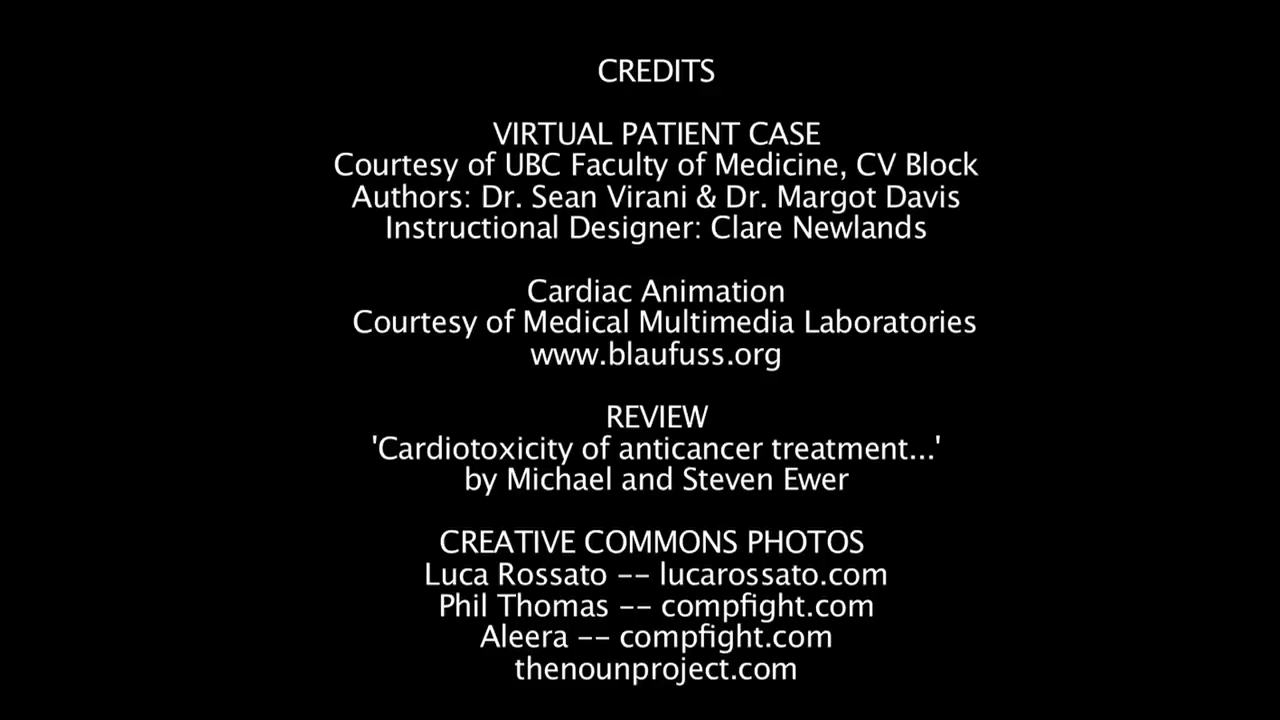 CREDITS
VIRTUAL PATIENT CASE
Courtesy of UBC Faculty of Medicine, CV Block
Authors: Dr. Sean Virani & Dr. Margot Davis
Instructional Designer: Clare Newlands
Cardiac Animation
Courtesy of Medical Multimedia Laboratories
www.blaufuss.org
REVIEW
'Cardiotoxicity of anticancer treatment...'
by Michael and Steven Ewer
CREATIVE COMMONS PHOTOS
Luca Rossato -- lucarossato.com
Phil Thomas -- compfight.com
Aleera -- compfight.com
thenounproject.com